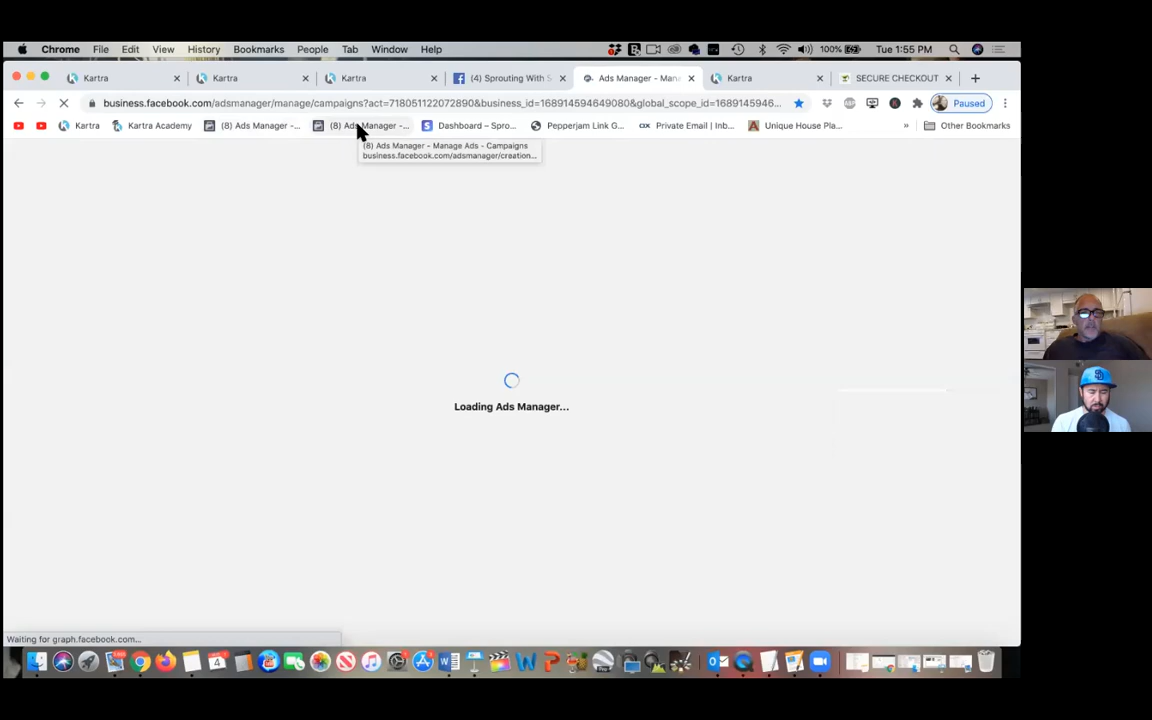 Chrome File Edit View History Bookmarks People Tab Window Help 100% Tue 1:55 PM
Kartra Kartra Kartra (4) Sprouting With S Ads Manager - Mana Kartra SECURE CHECKOUT
business.facebook.com/adsmanager/manage/campaigns?act=718051122072890&business_id=168914594649080&global_scope_id=1689145946... Paused
Kartra Kartra Academy (8) Ads Manager -... (8) Ads Manager -... Dashboard – Spro... Pepperjam Link G... Private Email | Inb... Unique House Pla... » Other Bookmarks
(8) Ads Manager - Manage Ads - Campaigns
business.facebook.com/adsmanager/creation...
Loading Ads Manager...
Waiting for graph.facebook.com...